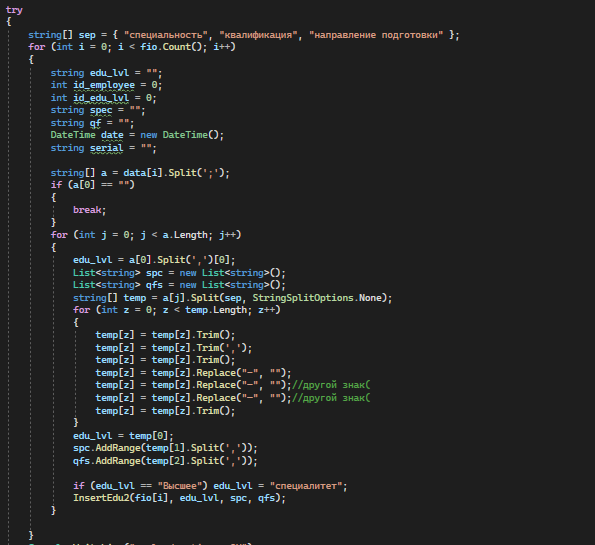 try
{
string[] sep = { "специальность", "квалификация", "направление подготовки" };
for (int i = 0; i < fio.Count(); i++)
{
string edu_lvl = "";
int id_employee = 0;
int id_edu_lvl = 0;
string spec = "";
string qf = "";
DateTime date = new DateTime();
string serial = "";
string[] a = data[i].Split(';');
if (a[0] == "")
{
break;
}
for (int j = 0; j < a.Length; j++)
{
edu_lvl = a[0].Split(',')[0];
List<string> spc = new List<string>();
List<string> qfs = new List<string>();
string[] temp = a[j].Split(sep, StringSplitOptions.None);
for (int z = 0; z < temp.Length; z++)
{
temp[z] = temp[z].Trim();
temp[z] = temp[z].Trim(',');
temp[z] = temp[z].Trim();
temp[z] = temp[z].Replace("–", "");
temp[z] = temp[z].Replace("-", "");//другой знак(
temp[z] = temp[z].Replace("—", "");//другой знак(
temp[z] = temp[z].Trim();
}
edu_lvl = temp[0];
spc.AddRange(temp[1].Split(','));
qfs.AddRange(temp[2].Split(','));
if (edu_lvl == "Высшее") edu_lvl = "специалитет";
InsertEdu2(fio[i], edu_lvl, spc, qfs);
}
}